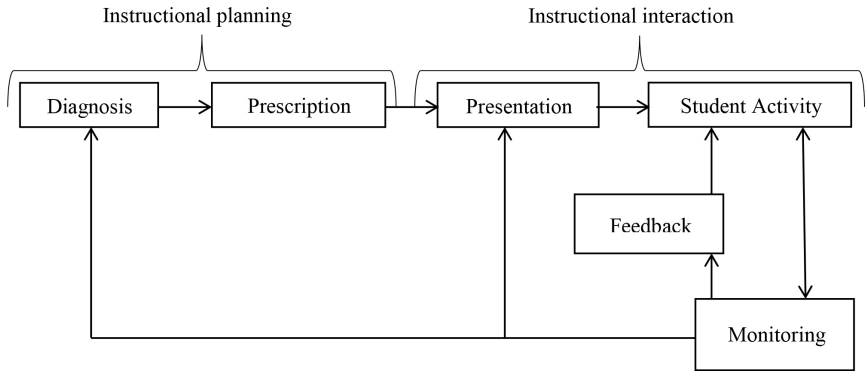 Instructional planning
Instructional interaction
Diagnosis
Prescription
Presentation
Student Activity
Feedback
Monitoring